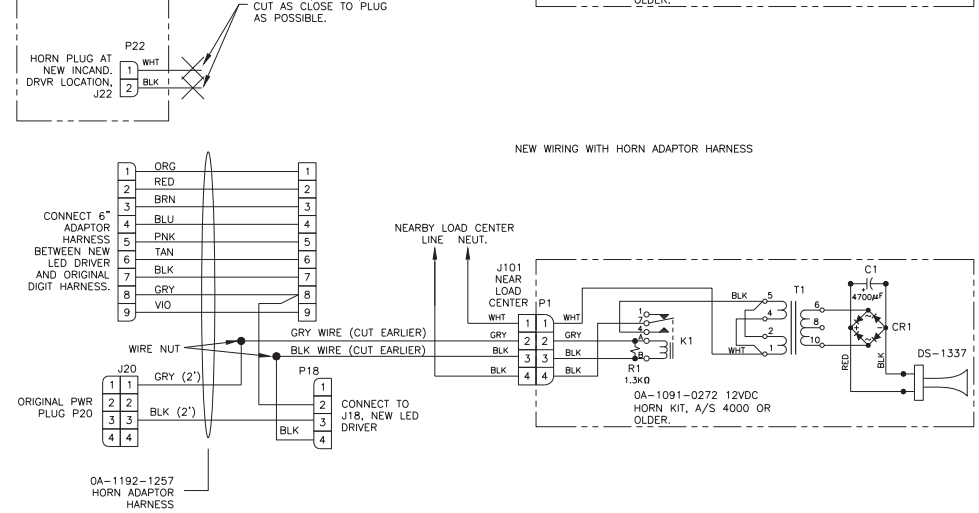 CUT AS CLOSE TO PLUG
AS POSSIBLE.
OLDER.
P22
HORN PLUG AT
NEW INCAND.
DRVR LOCATION,
J22
1 WHT
2 BLK
NEW WIRING WITH HORN ADAPTOR HARNESS
CONNECT 6"
ADAPTOR
HARNESS
BETWEEN NEW
LED DRIVER
AND ORIGINAL
DIGIT HARNESS.
1 ORG 1
2 RED 2
3 BRN 3
4 BLU 4
5 PNK 5
6 TAN 6
7 BLK 7
8 GRY 8
9 VIO 9
WIRE NUT
GRY WIRE (CUT EARLIER)
BLK WIRE (CUT EARLIER)
J20
ORIGINAL PWR
PLUG P20
1 1 GRY (2')
2 2
3 3 BLK (2')
4 4
BLK
P18
1
2
3
4
CONNECT TO
J18, NEW LED
DRIVER
0A-1192-1257
HORN ADAPTOR
HARNESS
NEARBY LOAD CENTER
LINE NEUT.
J101
NEAR
LOAD
CENTER
P1
WHT 1 1 WHT
GRY 2 2 GRY
BLK 3 3 BLK
BLK 4 4 BLK
1
7
4
A
B
K1
R1
1.3KΩ
BLK
WHT
5
4
2
1
T1
6
8
10
C1
+
4700µF
CR1
RED
BLK
DS-1337
0A-1091-0272 12VDC
HORN KIT, A/S 4000 OR
OLDER.